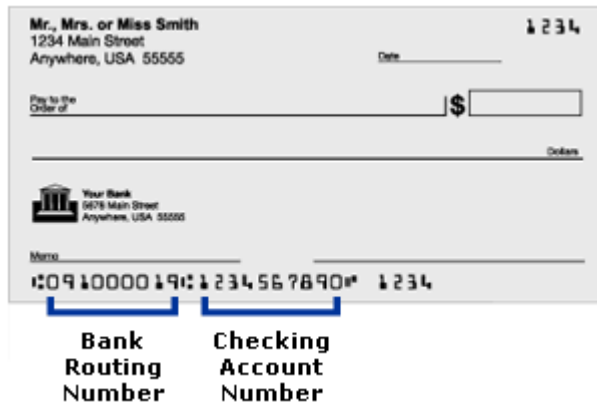 Mr., Mrs. or Miss Smith
1234
1234 Main Street
Anywhere, USA 55555
Date
Pay to the
Order of
$
Dollars
Your Bank
5678 Main Street
Anywhere, USA 55555
Memo
⑆091000019⑆1234567890⑈ 1234
Bank Routing Number
Checking Account Number